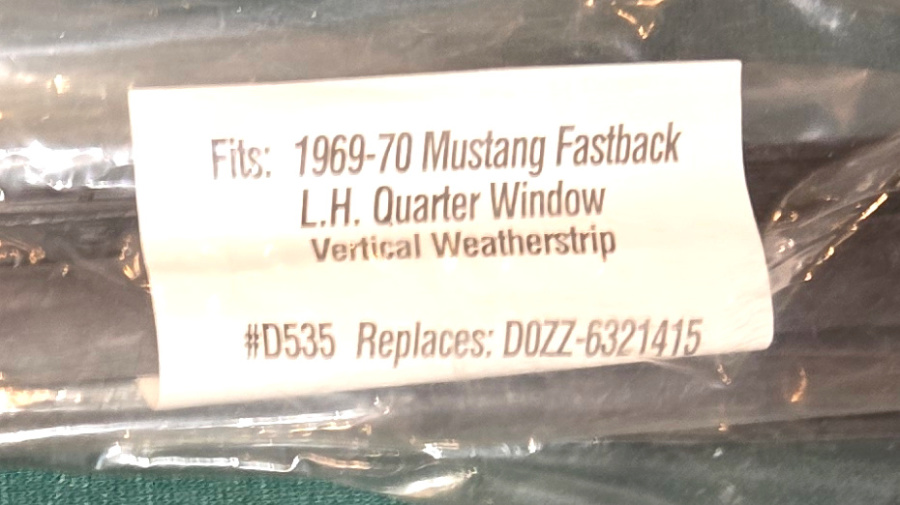 Fits: 1969-70 Mustang Fastback
L.H. Quarter Window
Vertical Weatherstrip
#D535 Replaces: D0ZZ-6321415